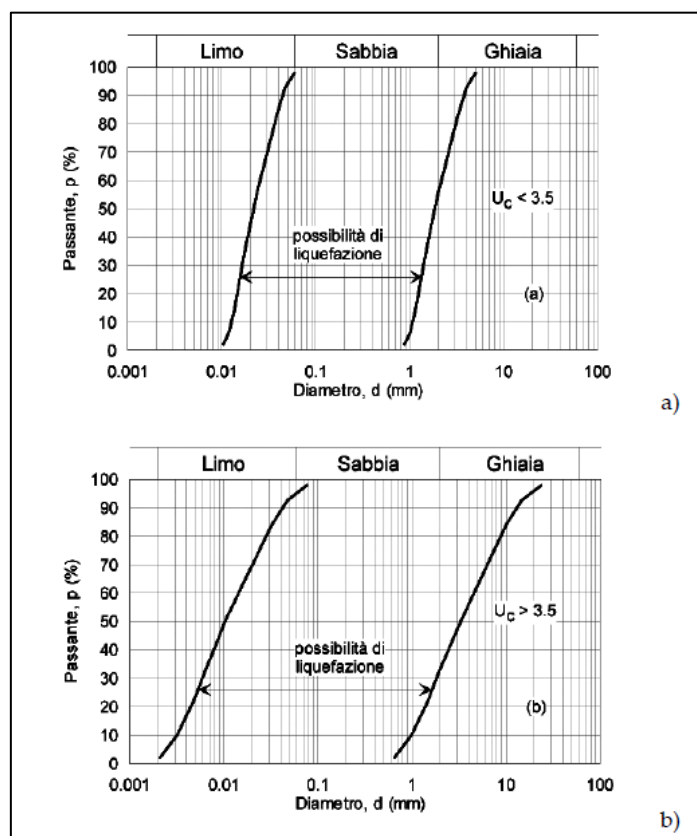 Limo Sabbia Ghiaia
100
90
80
70
60
50
40
30
20
10
0
Passante, p (%)
U_C < 3.5
possibilità di
liquefazione
(a)
0.001 0.01 0.1 1 10 100
Diametro, d (mm)
a)
Limo Sabbia Ghiaia
100
90
80
70
60
50
40
30
20
10
0
Passante, p (%)
U_C > 3.5
possibilità di
liquefazione
(b)
0.001 0.01 0.1 1 10 100
Diametro, d (mm)
b)